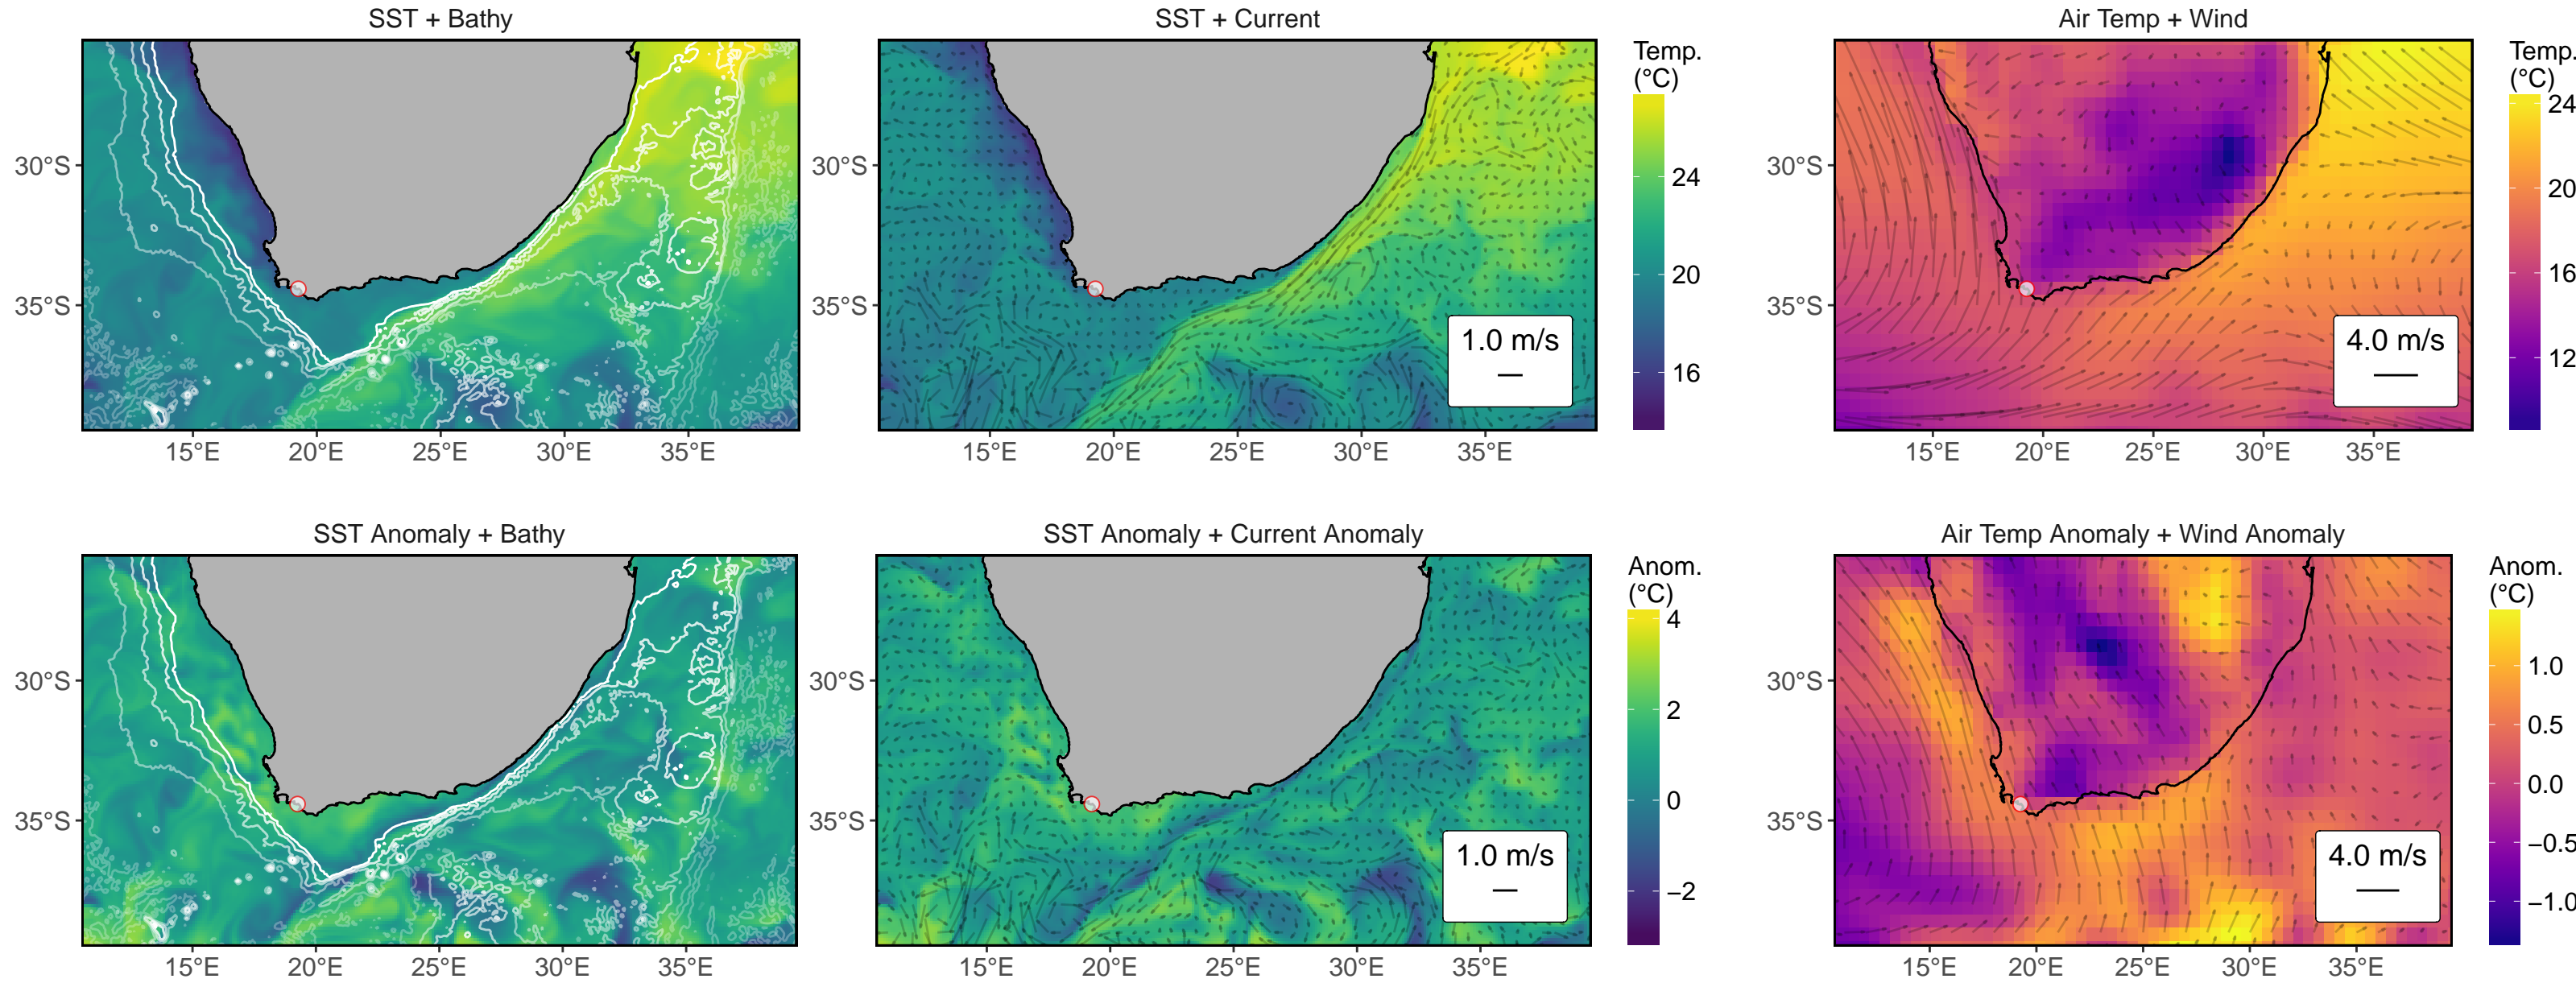 SST + Bathy
SST + Current
Air Temp + Wind
30°S
35°S
15°E
20°E
25°E
30°E
35°E
30°S
35°S
1.0 m/s
15°E
20°E
25°E
30°E
35°E
Temp.
(°C)
24
20
16
30°S
35°S
4.0 m/s
15°E
20°E
25°E
30°E
35°E
Temp.
(°C)
24
20
16
12
SST Anomaly + Bathy
SST Anomaly + Current Anomaly
Air Temp Anomaly + Wind Anomaly
30°S
35°S
15°E
20°E
25°E
30°E
35°E
30°S
35°S
1.0 m/s
15°E
20°E
25°E
30°E
35°E
Anom.
(°C)
4
2
0
−2
30°S
35°S
4.0 m/s
15°E
20°E
25°E
30°E
35°E
Anom.
(°C)
1.0
0.5
0.0
−0.5
−1.0